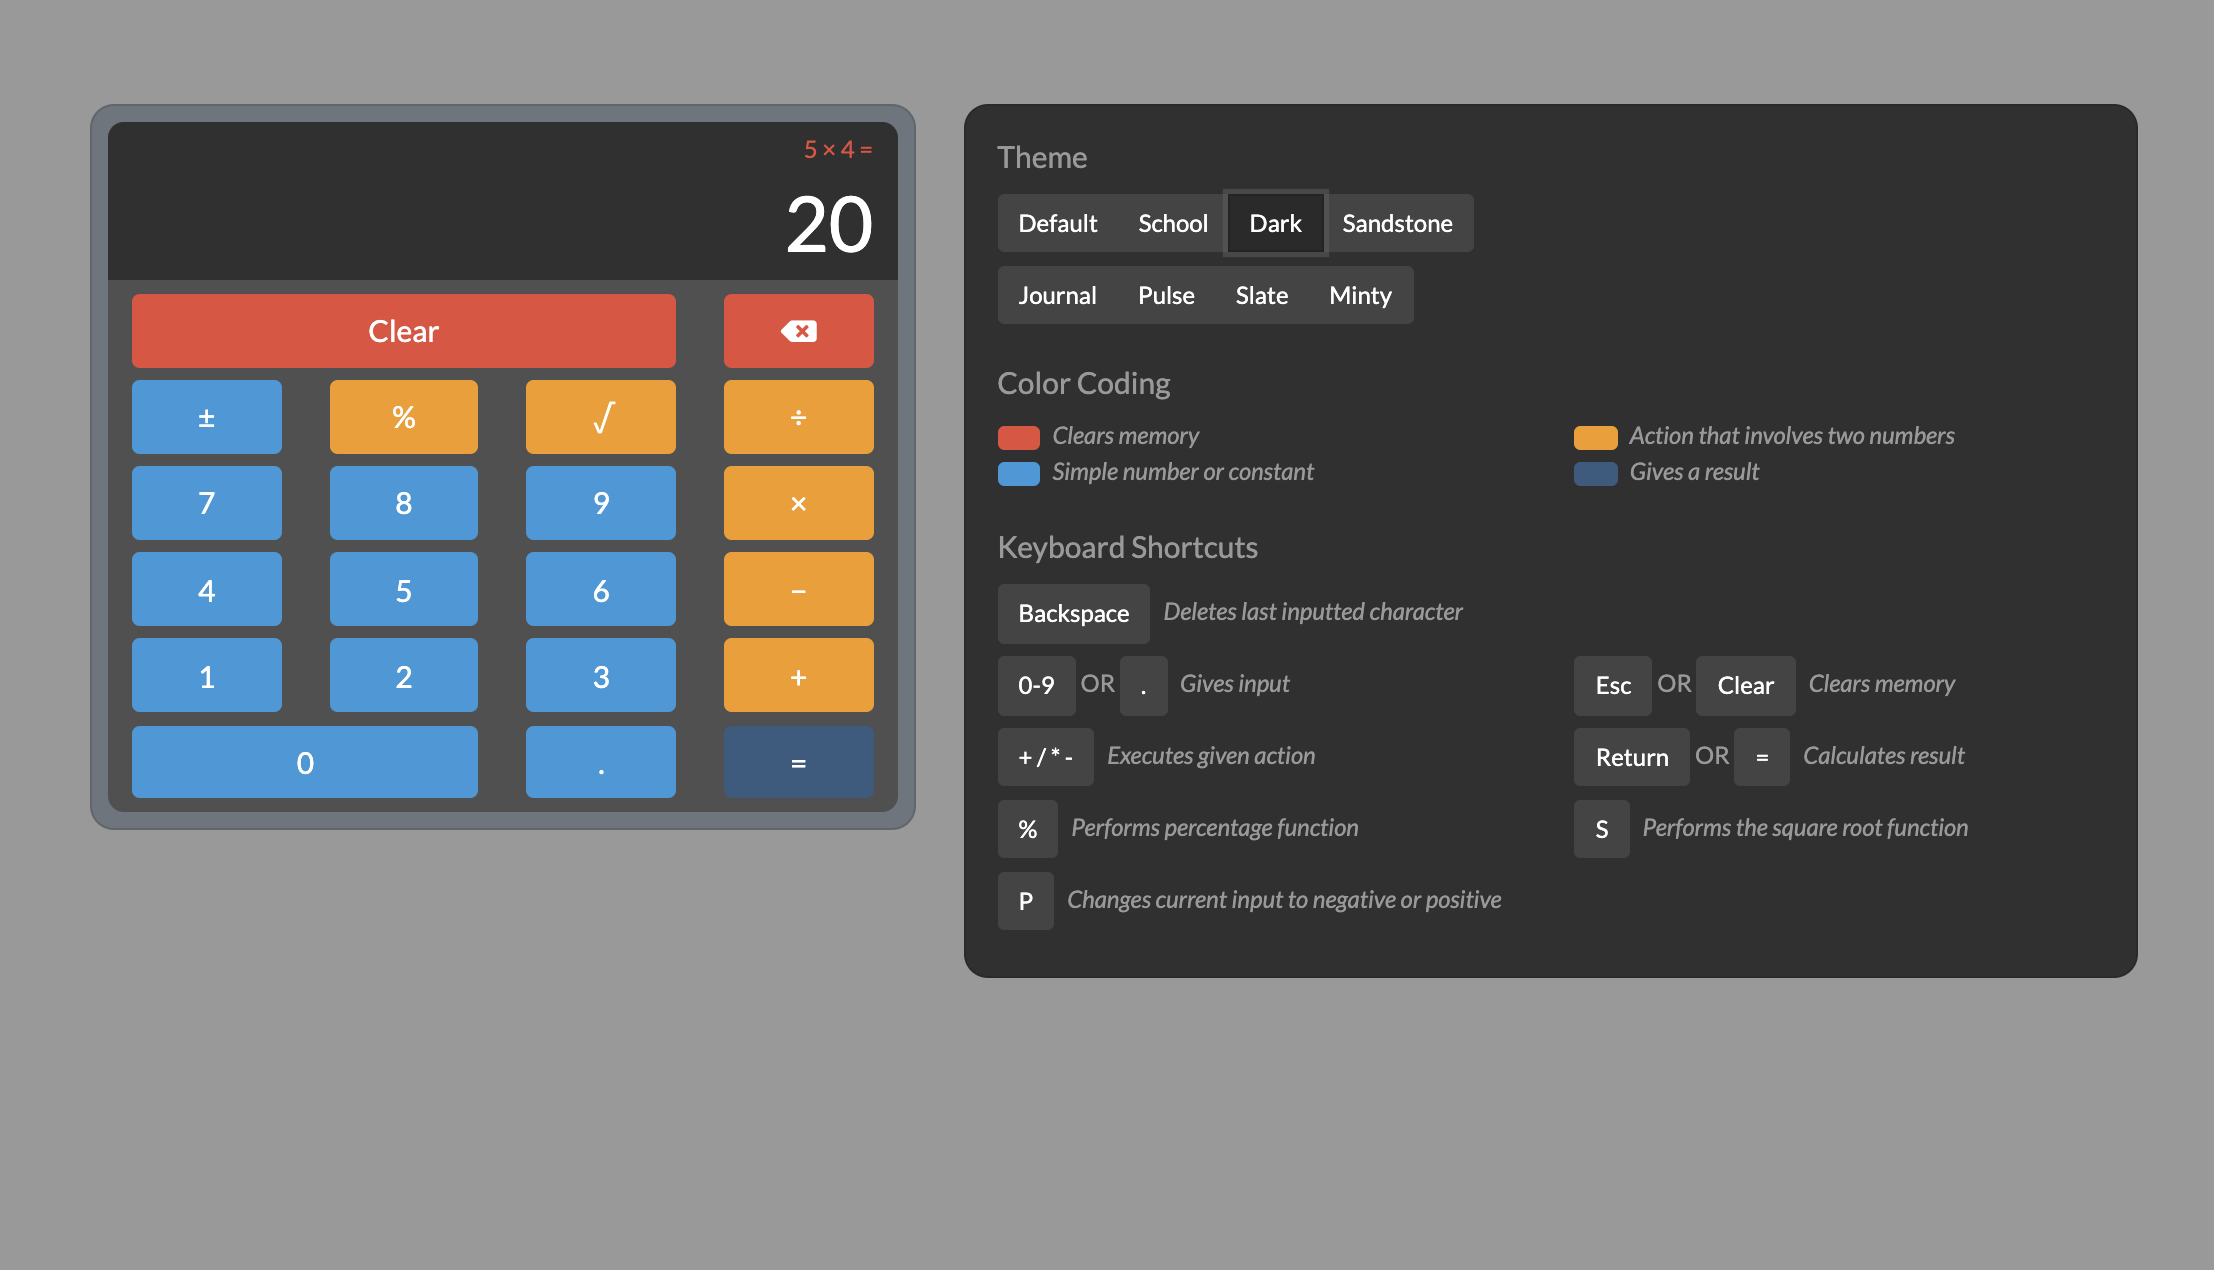 5 × 4 =
20
Clear
± % √ ÷
7 8 9 ×
4 5 6 −
1 2 3 +
0 . =
Theme
Default School Dark Sandstone
Journal Pulse Slate Minty
Color Coding
Clears memory
Action that involves two numbers
Simple number or constant
Gives a result
Keyboard Shortcuts
Backspace Deletes last inputted character
0-9 OR . Gives input
Esc OR Clear Clears memory
+ / * - Executes given action
Return OR = Calculates result
% Performs percentage function
S Performs the square root function
P Changes current input to negative or positive